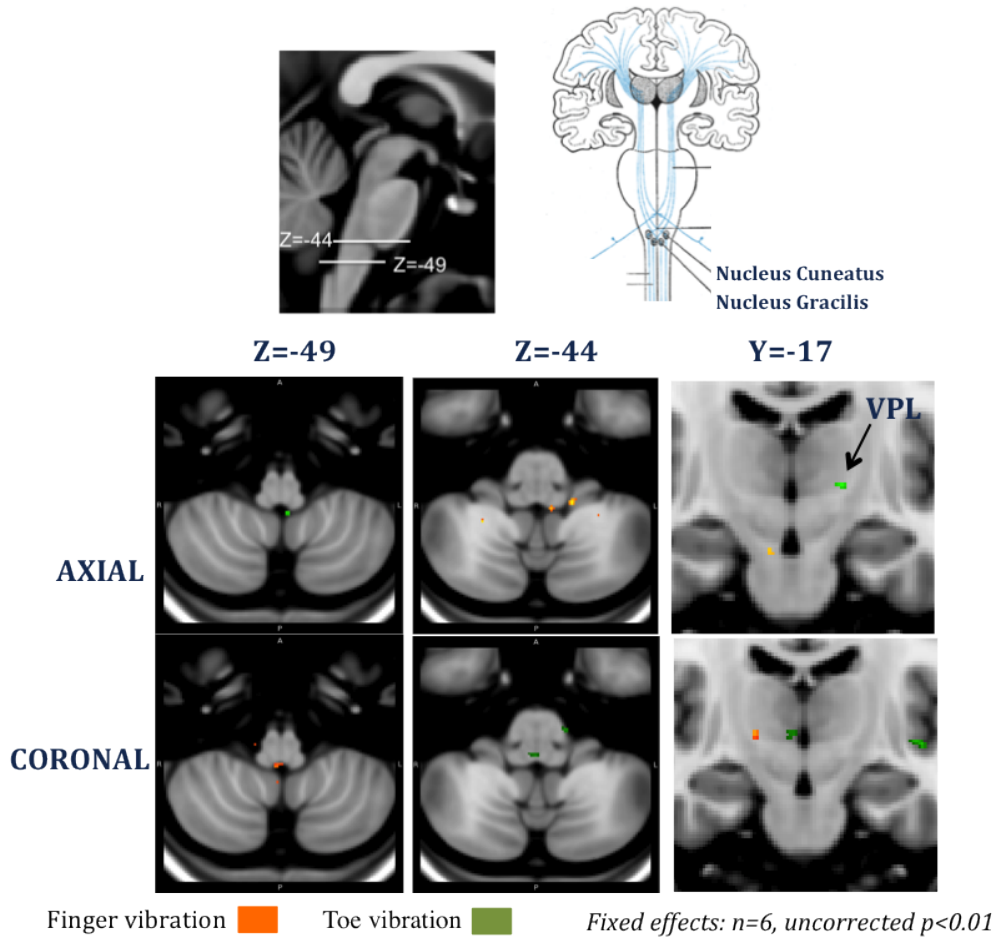 Z=-44
Z=-49
Nucleus Cuneatus
Nucleus Gracilis
Z=-49
Z=-44
Y=-17
A
A
VPL
R
L
R
L
AXIAL
P
P
A
A
CORONAL
R
L
R
L
P
P
Finger vibration
Toe vibration
Fixed effects: n=6, uncorrected p<0.01